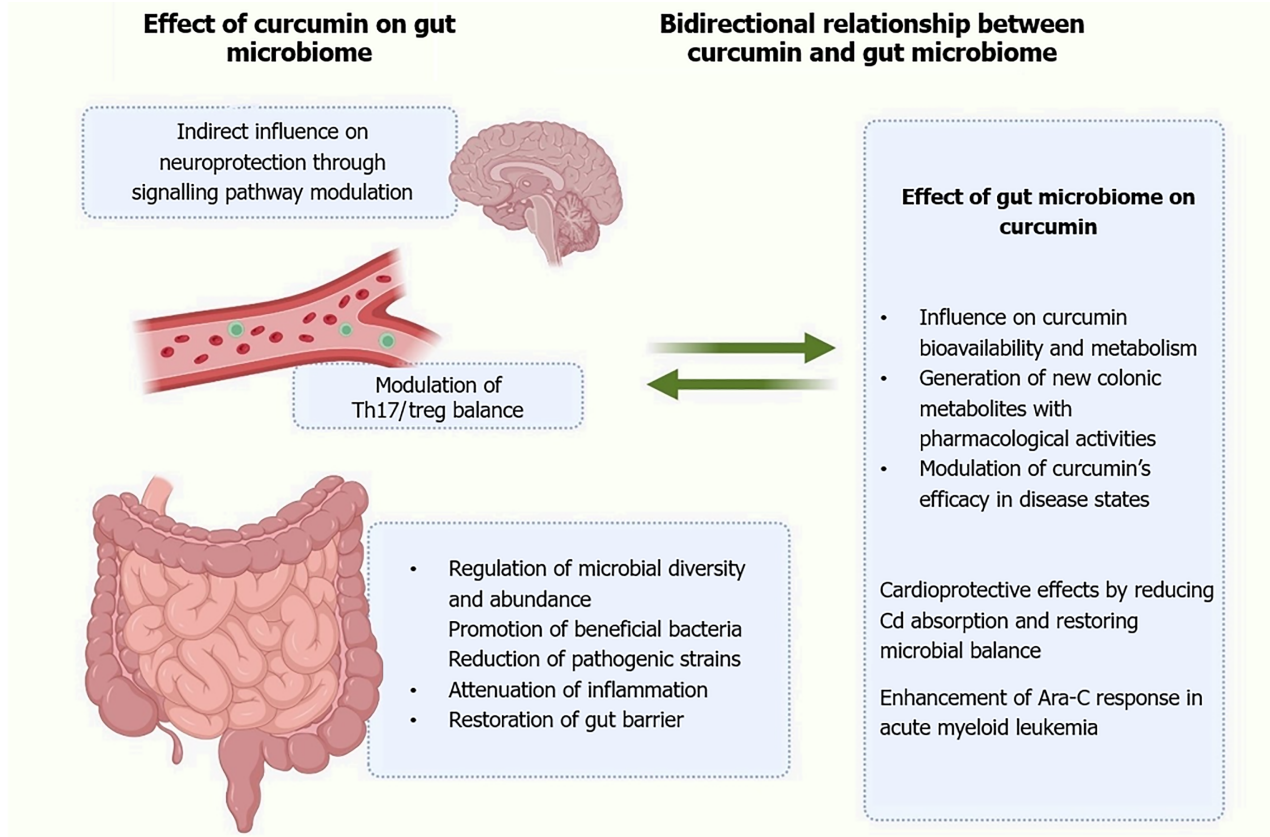 Effect of curcumin on gut
microbiome
Bidirectional relationship between
curcumin and gut microbiome
Indirect influence on
neuroprotection through
signalling pathway modulation
Modulation of
Th17/treg balance
• Regulation of microbial diversity
and abundance
Promotion of beneficial bacteria
Reduction of pathogenic strains
• Attenuation of inflammation
• Restoration of gut barrier
Effect of gut microbiome on
curcumin
• Influence on curcumin
bioavailability and metabolism
• Generation of new colonic
metabolites with
pharmacological activities
• Modulation of curcumin’s
efficacy in disease states
Cardioprotective effects by reducing
Cd absorption and restoring
microbial balance
Enhancement of Ara-C response in
acute myeloid leukemia